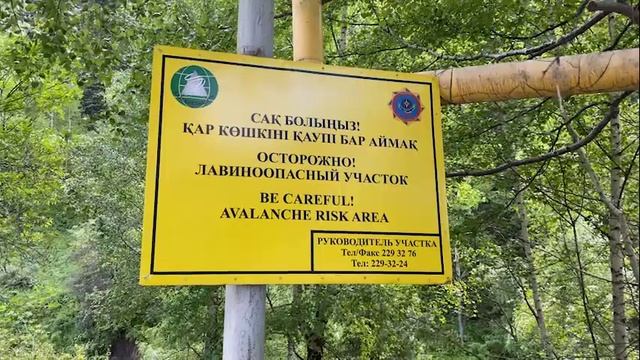 САҚ БОЛЫҢЫЗ!
ҚАР КӨШКІНІ ҚАУПІ БАР АЙМАҚ
ОСТОРОЖНО!
ЛАВИНООПАСНЫЙ УЧАСТОК
BE CAREFUL!
AVALANCHE RISK AREA
РУКОВОДИТЕЛЬ УЧАСТКА
Тел/Факс 229 32 76
Тел: 229-32-24